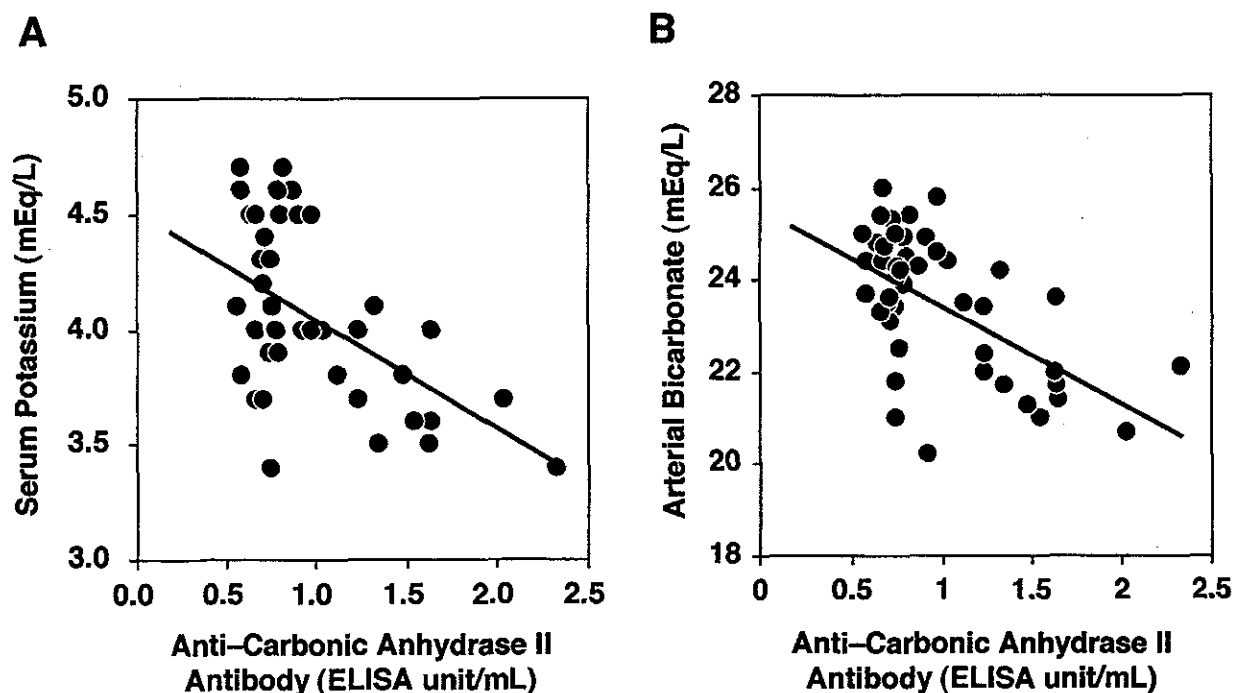 A
Serum Potassium (mEq/L)
5.0
4.5
4.0
3.5
3.0
0.0 0.5 1.0 1.5 2.0 2.5
Anti–Carbonic Anhydrase II
Antibody (ELISA unit/mL)
B
Arterial Bicarbonate (mEq/L)
28
26
24
22
20
18
0 0.5 1 1.5 2 2.5
Anti–Carbonic Anhydrase II
Antibody (ELISA unit/mL)